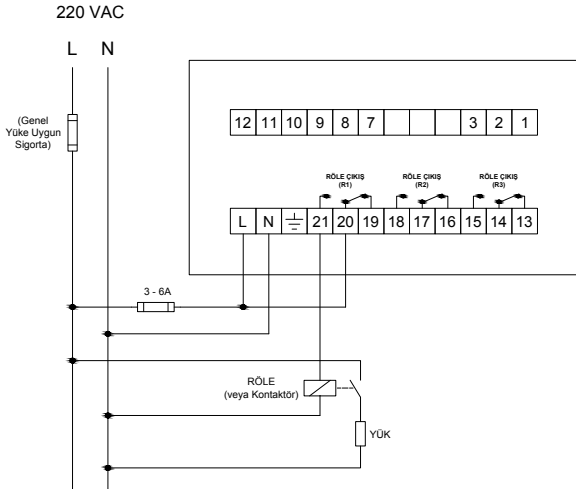 220 VAC
L N
(Genel
Yüke Uygun
Sigorta)
12 11 10 9 8 7 3 2 1
RÖLE ÇIKIŞ
(R1)
RÖLE ÇIKIŞ
(R2)
RÖLE ÇIKIŞ
(R3)
L N 21 20 19 18 17 16 15 14 13
3 - 6A
RÖLE
(veya Kontaktör)
YÜK